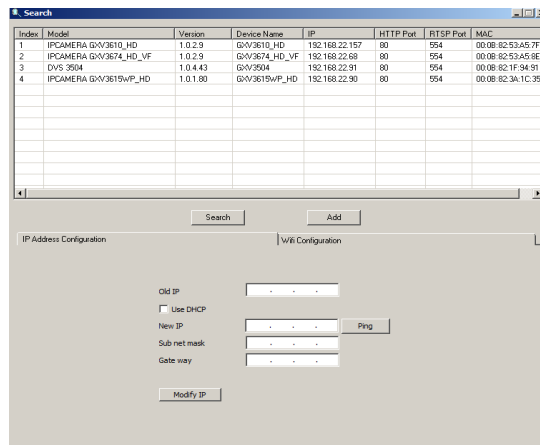 Search
Index Model Version Device Name IP HTTP Port RTSP Port MAC
1 IPCAMERA GXV3610_HD 1.0.2.9 GXV3610_HD 192.168.22.157 80 554 00:0B:82:53:A5:7F
2 IPCAMERA GXV3674_HD_VF 1.0.2.9 GXV3674_HD_VF 192.168.22.68 80 554 00:0B:82:53:A5:8E
3 DVS 3504 1.0.4.43 GXV3504 192.168.22.91 80 554 00:0B:82:1F:94:91
4 IPCAMERA GXV3615WP_HD 1.0.1.80 GXV3615WP_HD 192.168.22.90 80 554 00:0B:82:3A:1C:35
Search Add
IP Address Configuration Wifi Configuration
Old IP . . .
Use DHCP
New IP . . . Ping
Sub net mask . . .
Gate way . . .
Modify IP